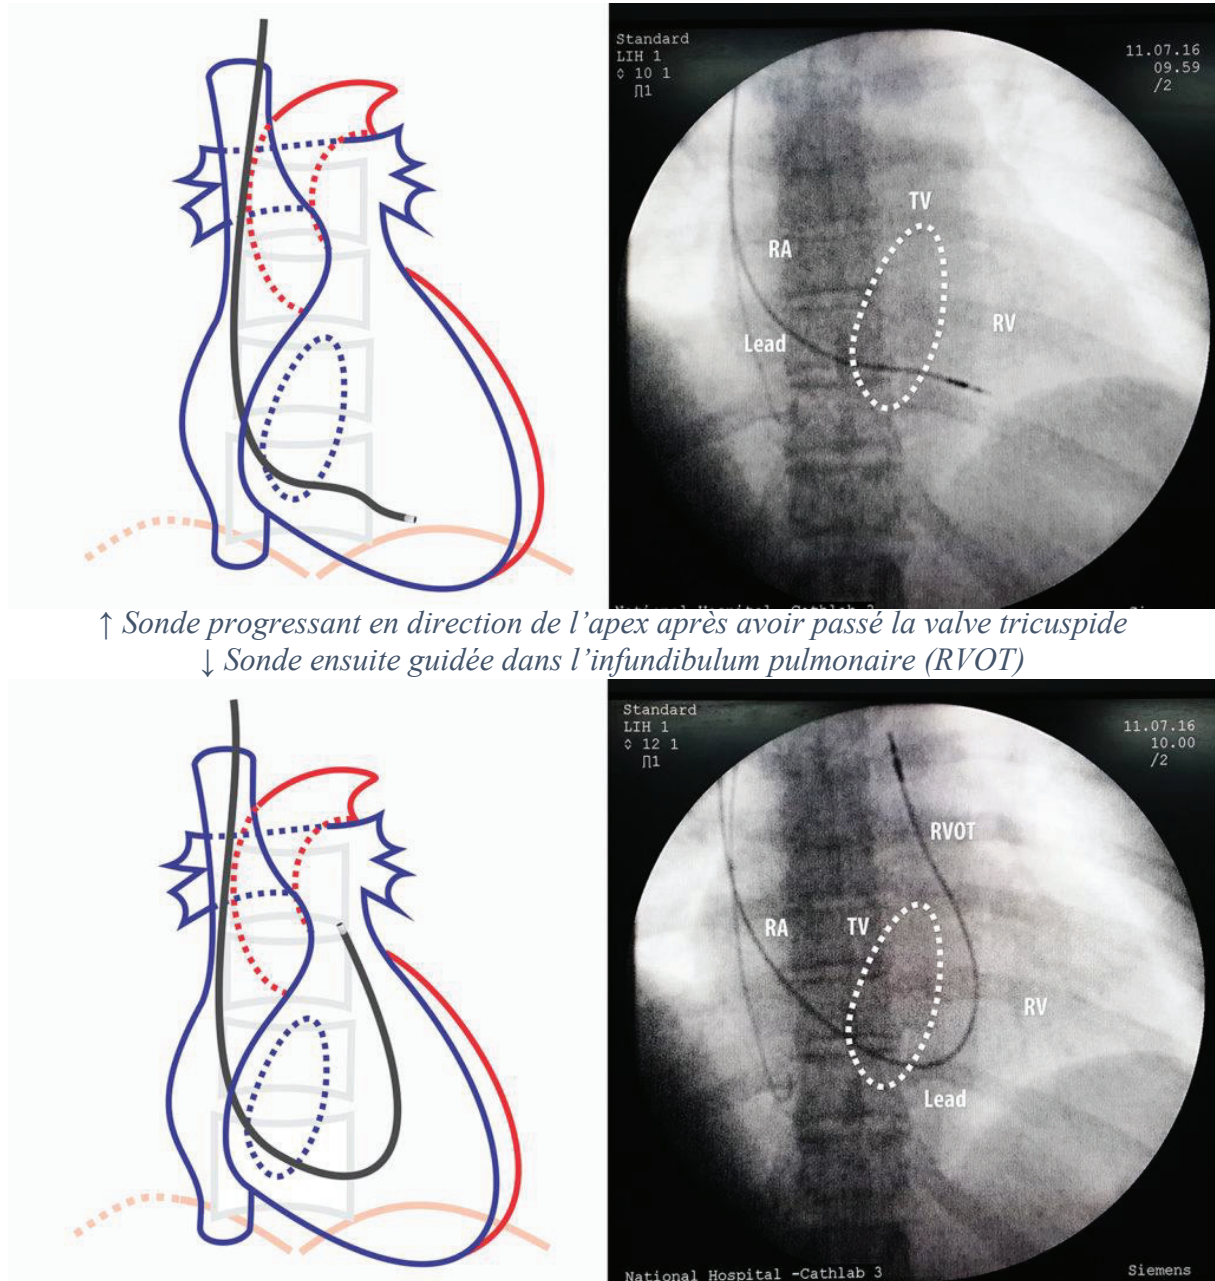 Standard
LIH 1
◊ 10 1
∏1
11.07.16
09.59
/2
TV
RA
RV
Lead
↑ Sonde progressant en direction de l’apex après avoir passé la valve tricuspide
↓ Sonde ensuite guidée dans l’infundibulum pulmonaire (RVOT)
Standard
LIH 1
◊ 12 1
∏1
11.07.16
10.00
/2
RVOT
RA
TV
RV
Lead
National Hospital -Cathlab 3
Siemens